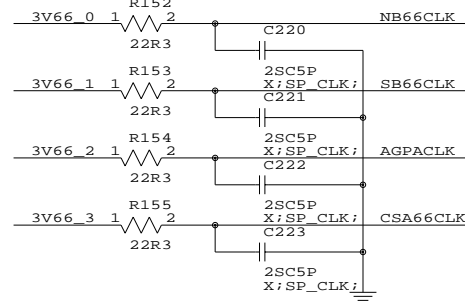 R152
3V66_0 1 2 NB66CLK
22R3 C220
R153 2SC5P
3V66_1 1 2 X;SP_CLK; SB66CLK
22R3 C221
R154 2SC5P
3V66_2 1 2 X;SP_CLK; AGPACLK
22R3 C222
R155 2SC5P
3V66_3 1 2 X;SP_CLK; CSA66CLK
22R3 C223
2SC5P
X;SP_CLK;